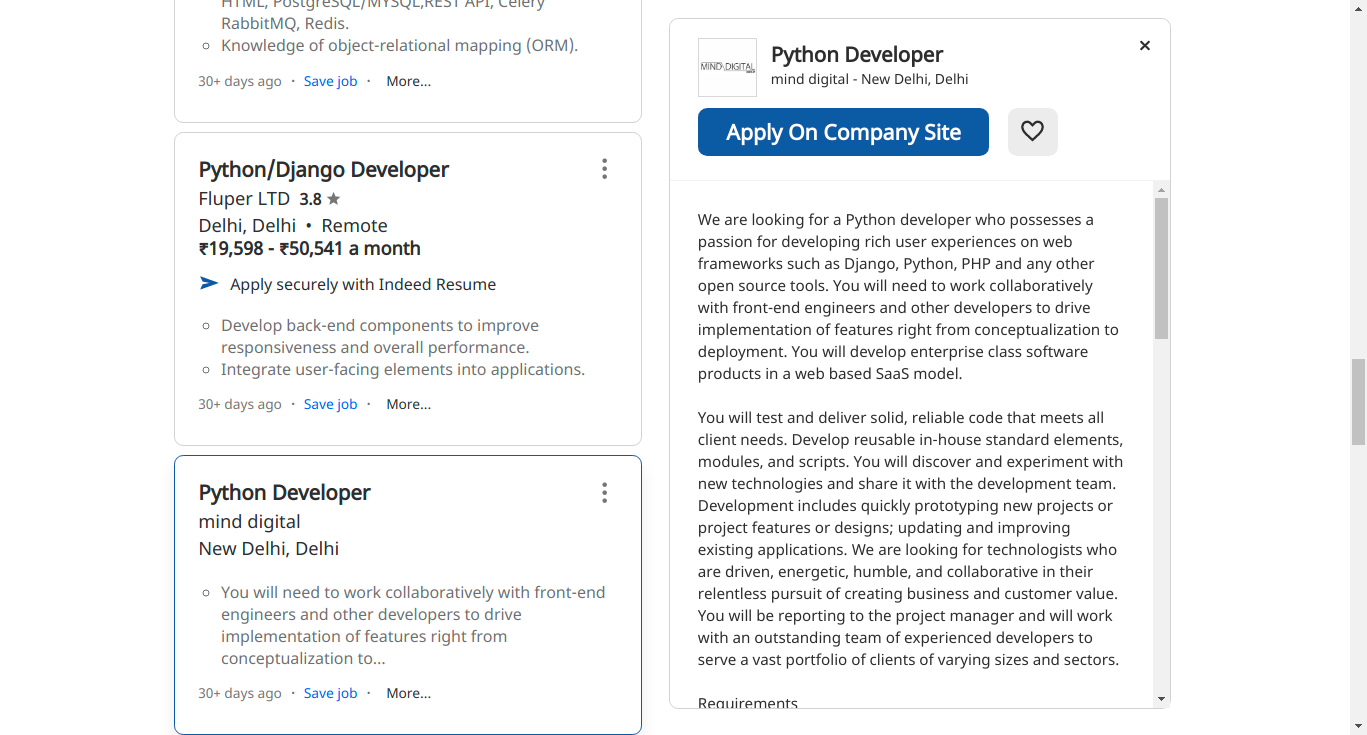 HTML, PostgreSQL/MYSQL,REST API, Celery
RabbitMQ, Redis.
Knowledge of object-relational mapping (ORM).
30+ days ago · Save job · More...
Python/Django Developer
Fluper LTD 3.8 ★
Delhi, Delhi • Remote
₹19,598 - ₹50,541 a month
Apply securely with Indeed Resume
Develop back-end components to improve
responsiveness and overall performance.
Integrate user-facing elements into applications.
30+ days ago · Save job · More...
Python Developer
mind digital
New Delhi, Delhi
You will need to work collaboratively with front-end
engineers and other developers to drive
implementation of features right from
conceptualization to...
30+ days ago · Save job · More...
MIND\DIGITAL
Python Developer
mind digital - New Delhi, Delhi
Apply On Company Site
We are looking for a Python developer who possesses a
passion for developing rich user experiences on web
frameworks such as Django, Python, PHP and any other
open source tools. You will need to work collaboratively
with front-end engineers and other developers to drive
implementation of features right from conceptualization to
deployment. You will develop enterprise class software
products in a web based SaaS model.
You will test and deliver solid, reliable code that meets all
client needs. Develop reusable in-house standard elements,
modules, and scripts. You will discover and experiment with
new technologies and share it with the development team.
Development includes quickly prototyping new projects or
project features or designs; updating and improving
existing applications. We are looking for technologists who
are driven, energetic, humble, and collaborative in their
relentless pursuit of creating business and customer value.
You will be reporting to the project manager and will work
with an outstanding team of experienced developers to
serve a vast portfolio of clients of varying sizes and sectors.
Requirements